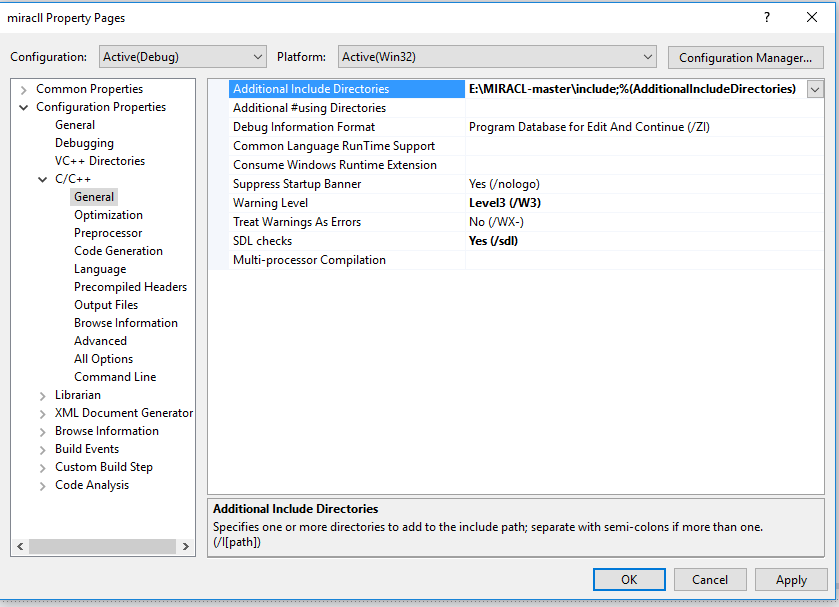 miracll Property Pages
?
Configuration: Active(Debug) Platform: Active(Win32) Configuration Manager...
Common Properties
Configuration Properties
General
Debugging
VC++ Directories
C/C++
General
Optimization
Preprocessor
Code Generation
Language
Precompiled Headers
Output Files
Browse Information
Advanced
All Options
Command Line
Librarian
XML Document Generator
Browse Information
Build Events
Custom Build Step
Code Analysis
Additional Include Directories E:\MIRACL-master\include;%(AdditionalIncludeDirectories)
Additional #using Directories
Debug Information Format Program Database for Edit And Continue (/ZI)
Common Language RunTime Support
Consume Windows Runtime Extension
Suppress Startup Banner Yes (/nologo)
Warning Level Level3 (/W3)
Treat Warnings As Errors No (/WX-)
SDL checks Yes (/sdl)
Multi-processor Compilation
Additional Include Directories
Specifies one or more directories to add to the include path; separate with semi-colons if more than one.
(/I[path])
OK Cancel Apply